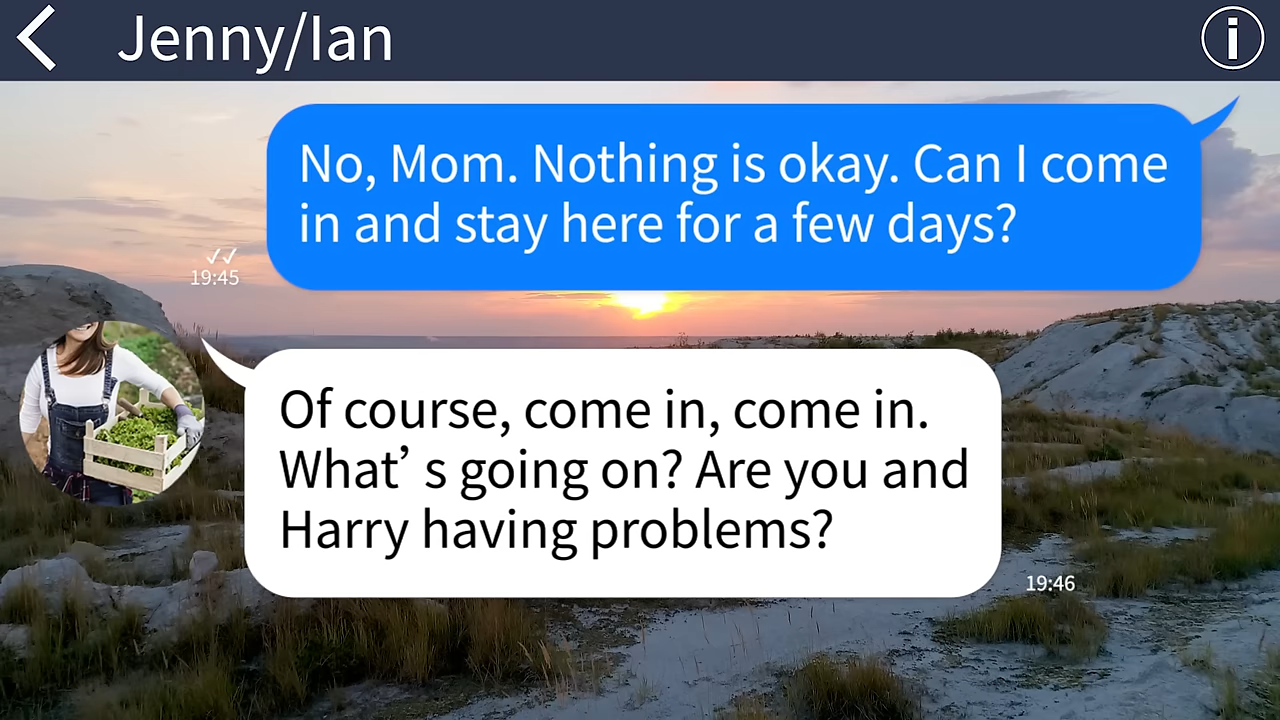 Jenny/Ian
No, Mom. Nothing is okay. Can I come
in and stay here for a few days?
19:45
Of course, come in, come in.
What’ s going on? Are you and
Harry having problems?
19:46